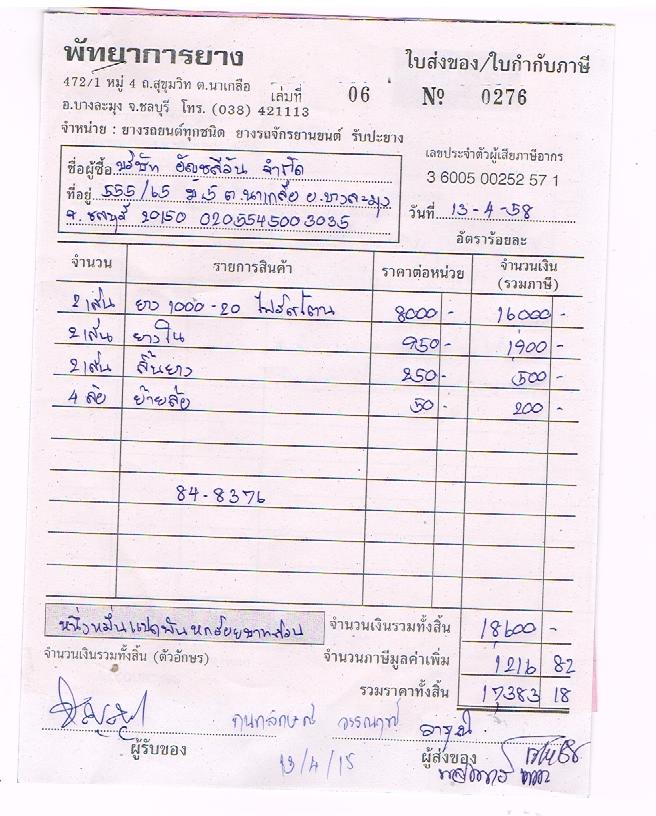 พัทยาการยาง
ใบส่งของ/ใบกำกับภาษี
472/1 หมู่ 4 ถ.สุขุมวิท ต.นาเกลือ
อ.บางละมุง จ.ชลบุรี โทร. (038) 421113
เล่มที่ 06 № 0276
จำหน่าย : ยางรถยนต์ทุกชนิด ยางรถจักรยานยนต์ รับปะยาง
เลขประจำตัวผู้เสียภาษีอากร
3 6005 00252 57 1
ชื่อผู้ซื้อ บริษัท อัญชลีวัน จำกัด
ที่อยู่ 555/65 ม.5 ต.นาเกลือ อ.บางละมุง
จ.ชลบุรี 20150 0205545003035
วันที่ 13-4-58
อัตราร้อยละ
จำนวน รายการสินค้า ราคาต่อหน่วย จำนวนเงิน (รวมภาษี)
2 เส้น ยาง 1000-20 ไฟร์สโตน 8000 - 16000 -
2 เส้น ยางใน 950 - 1900 -
2 เส้น ลิ้นยาง 250 - 500 -
4 ล้อ ย้ายล้อ 50 - 200 -
84-8376
หนึ่งหมื่นแปดพันหกร้อยบาทถ้วน
จำนวนเงินรวมทั้งสิ้น 18600 -
จำนวนเงินรวมทั้งสิ้น (ตัวอักษร)
จำนวนภาษีมูลค่าเพิ่ม 1216 82
รวมราคาทั้งสิ้น 17,383 18
ผู้รับของ
13/4/15
ผู้ส่งของ